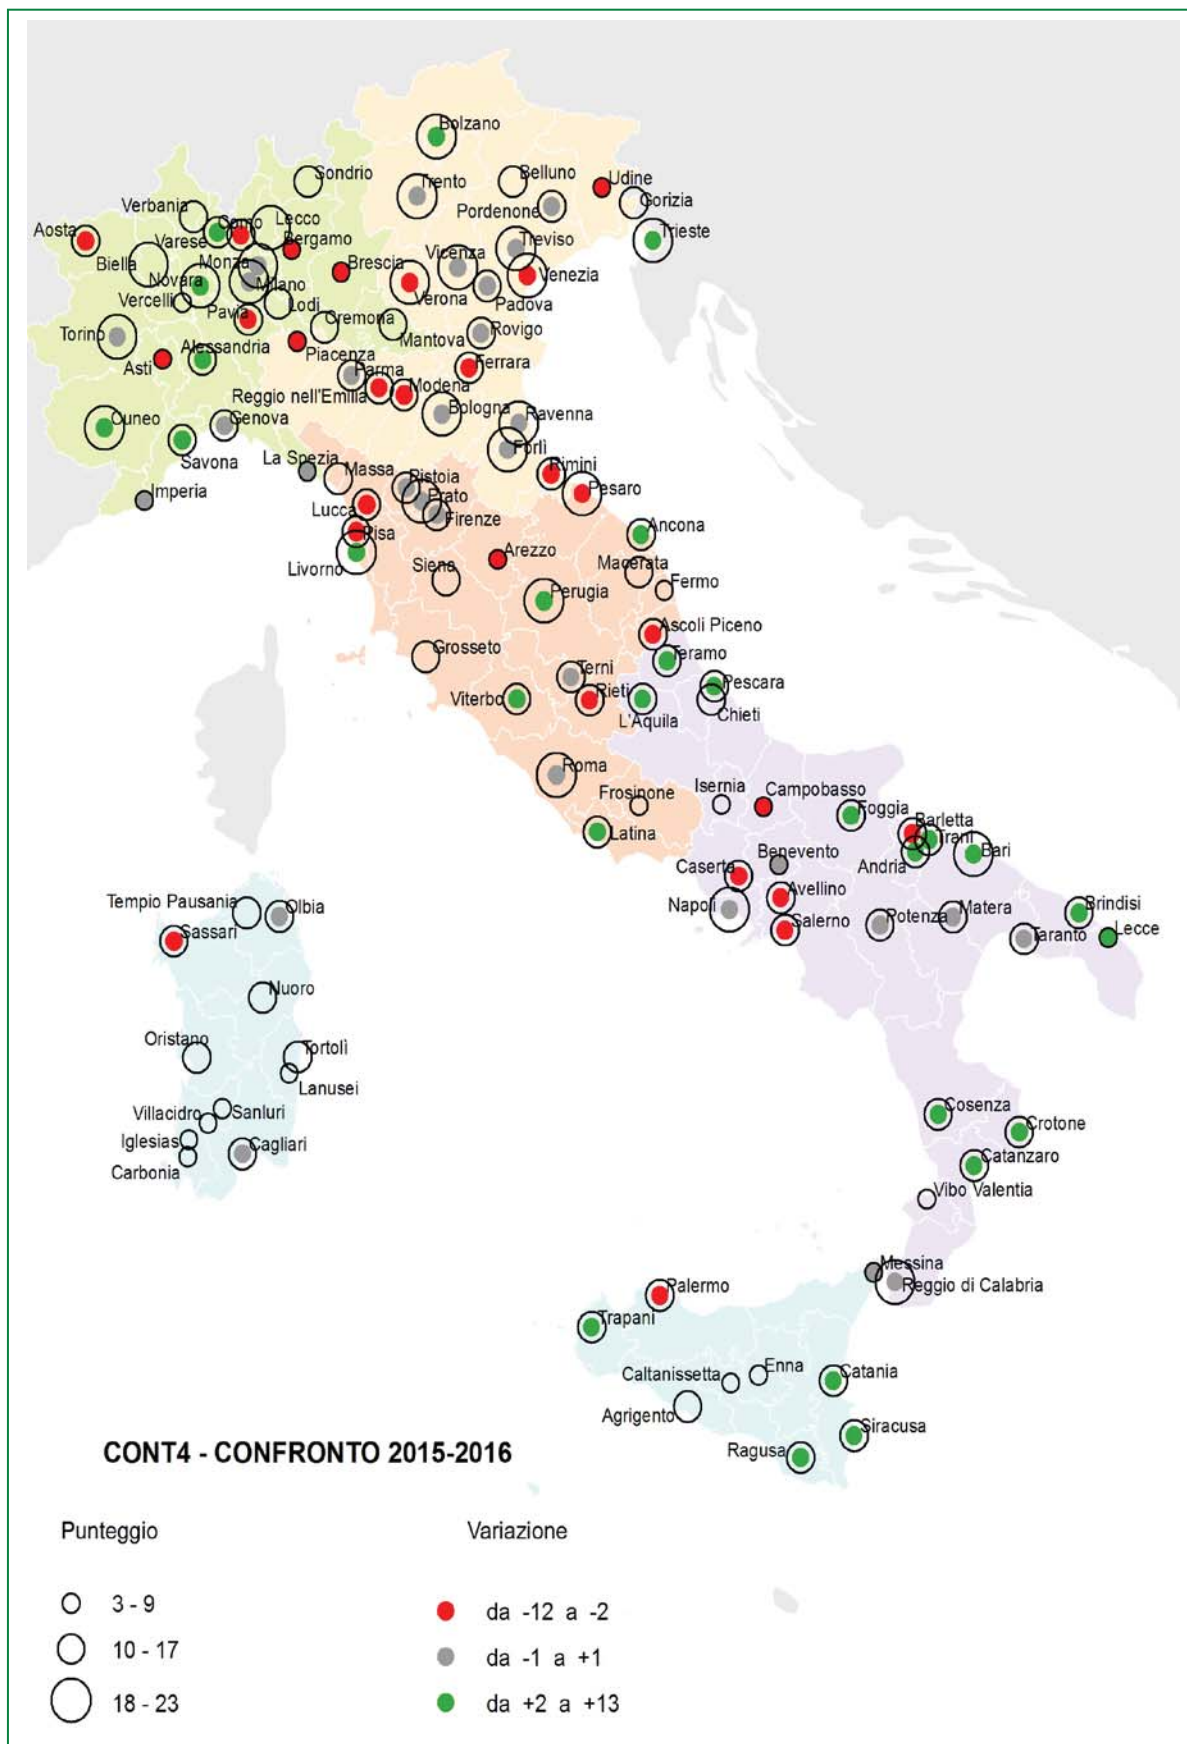 Bolzano
Sondrio
Belluno
Udine
Trento
Verbania
Pordenone
Gorizia
Lecco
Como
Aosta
Varese
Bergamo
Treviso
Trieste
Vicenza
Biella
Monza
Brescia
Venezia
Novara
Milano
Verona
Padova
Vercelli
Lodi
Pavia
Cremona
Torino
Mantova
Rovigo
Alessandria
Piacenza
Asti
Ferrara
Parma
Reggio nell'Emilia
Modena
Cuneo
Genova
Bologna
Ravenna
Forlì
Savona
La Spezia
Massa
Pistoia
Rimini
Imperia
Prato
Pesaro
Lucca
Firenze
Pisa
Ancona
Arezzo
Livorno
Siena
Macerata
Fermo
Perugia
Ascoli Piceno
Grosseto
Teramo
Terni
Pescara
Viterbo
Rieti
L'Aquila
Chieti
Roma
Frosinone
Isernia
Campobasso
Foggia
Latina
Barletta
Trani
Benevento
Bari
Caserta
Andria
Avellino
Tempio Pausania
Olbia
Napoli
Salerno
Potenza
Matera
Brindisi
Sassari
Taranto
Lecce
Nuoro
Oristano
Tortolì
Lanusei
Villacidro
Sanluri
Cosenza
Crotone
Iglesias
Cagliari
Carbonia
Catanzaro
Vibo Valentia
Messina
Palermo
Reggio di Calabria
Trapani
Enna
Caltanissetta
Catania
Agrigento
Siracusa
Ragusa
CONT4 - CONFRONTO 2015-2016
Punteggio
Variazione
3 - 9
da -12 a -2
10 - 17
da -1 a +1
18 - 23
da +2 a +13